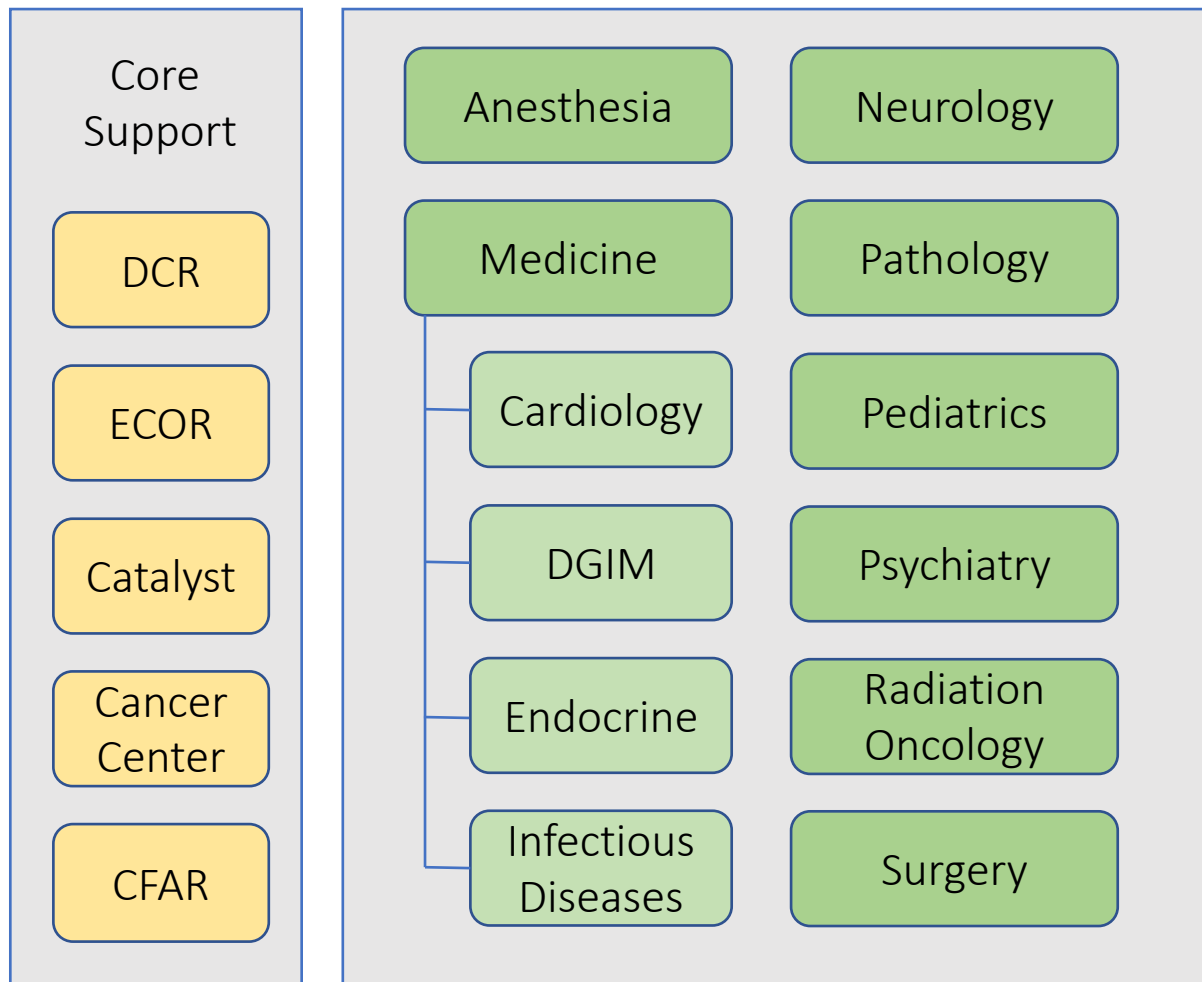 Core
Support
DCR
ECOR
Catalyst
Cancer
Center
CFAR
Anesthesia
Medicine
Cardiology
DGIM
Endocrine
Infectious
Diseases
Neurology
Pathology
Pediatrics
Psychiatry
Radiation
Oncology
Surgery